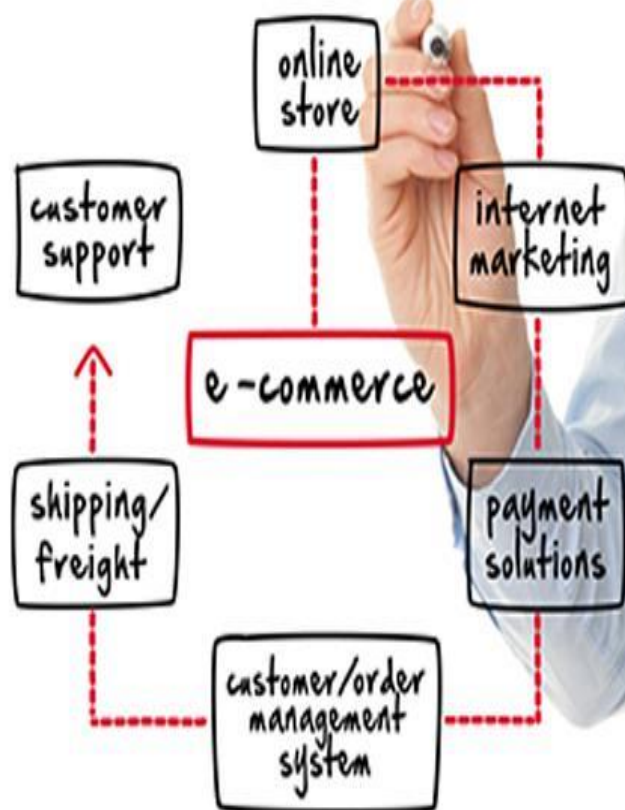 online
store
internet
marketing
customer
support
e-commerce
shipping/
freight
payment
solutions
customer/order
management
system